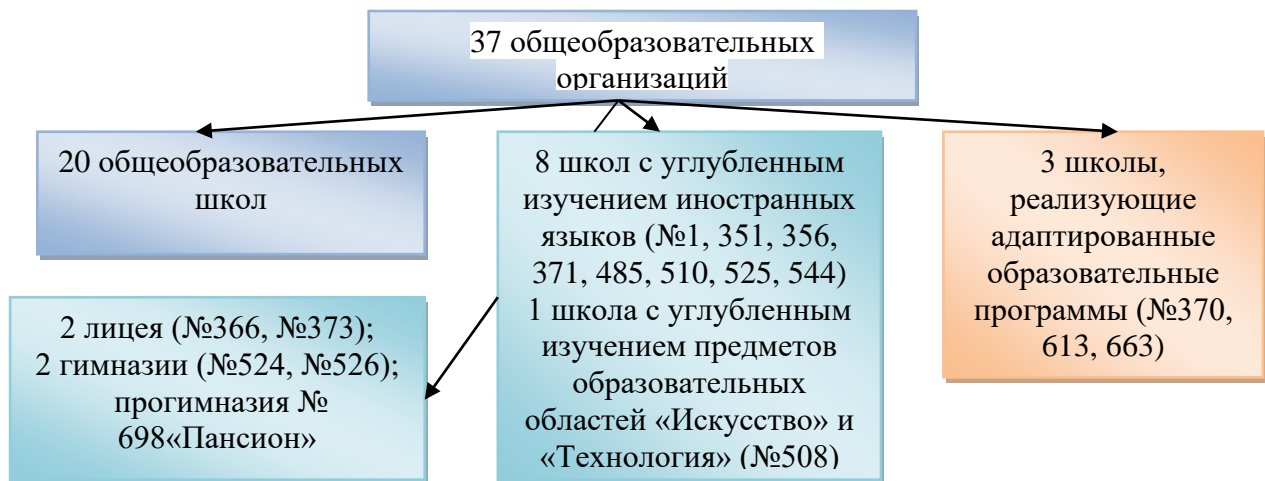 37 общеобразовательных
организаций
20 общеобразовательных
школ
8 школ с углубленным
изучением иностранных
языков (№1, 351, 356,
371, 485, 510, 525, 544)
1 школа с углубленным
изучением предметов
образовательных
областей «Искусство» и
«Технология» (№508)
3 школы,
реализующие
адаптированные
образовательные
программы (№370,
613, 663)
2 лицея (№366, №373);
2 гимназии (№524, №526);
прогимназия №
698«Пансион»